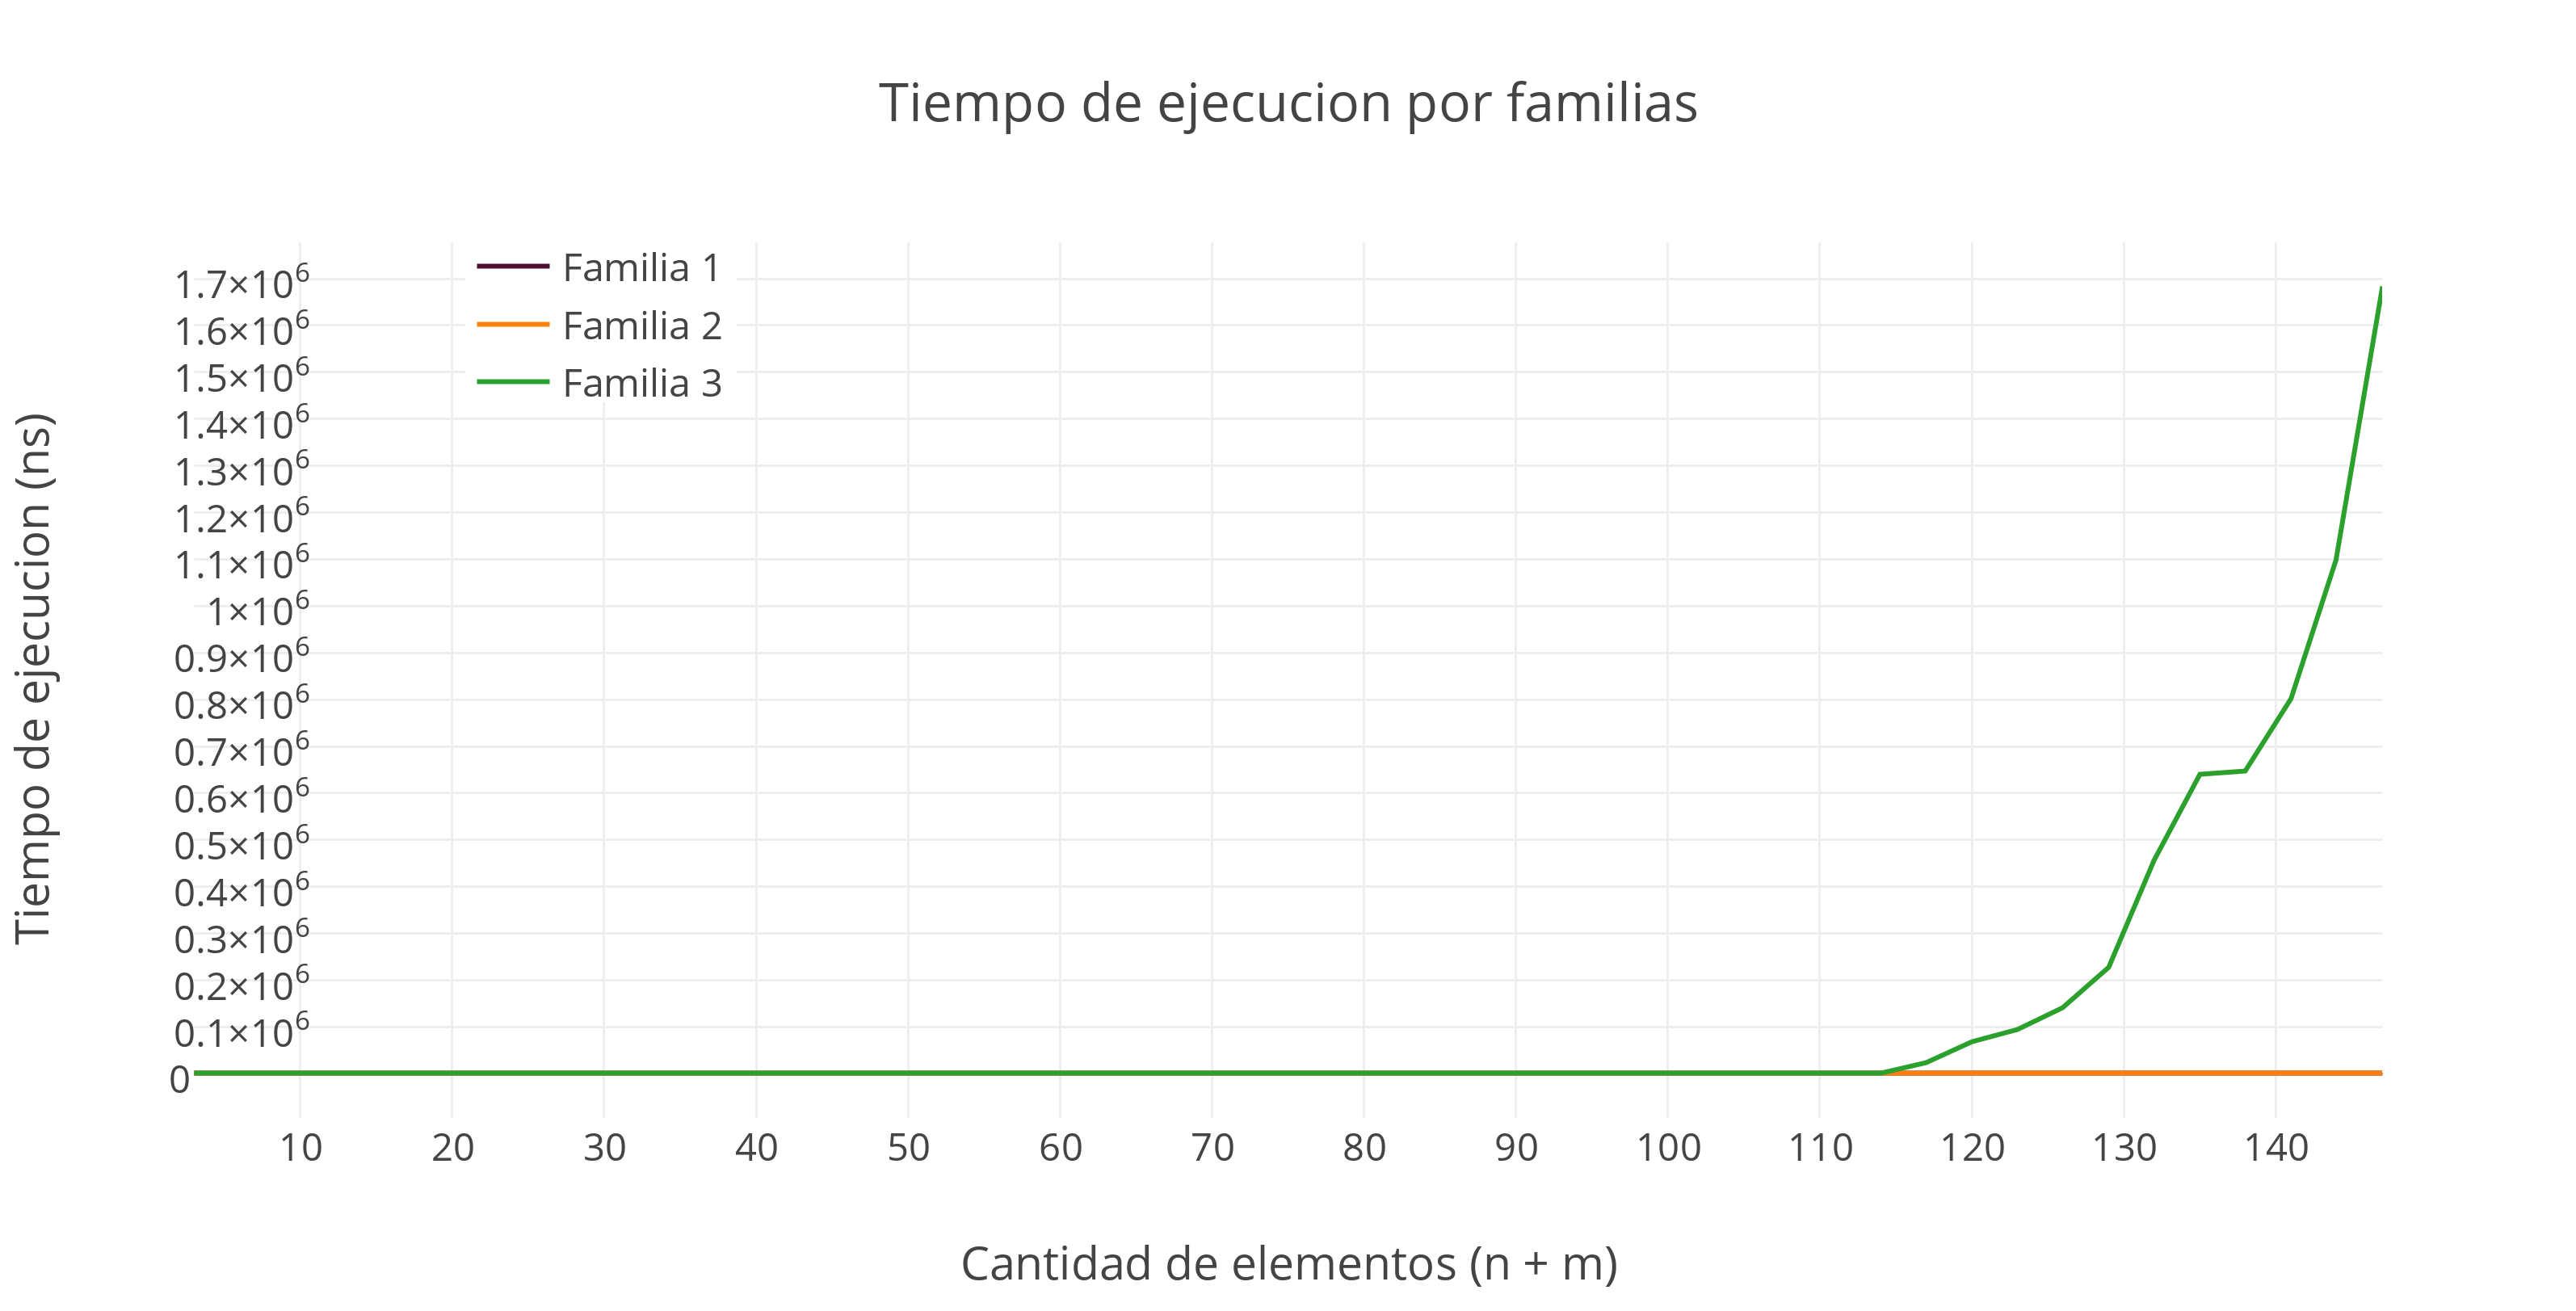 Tiempo de ejecucion por familias
Familia 1
Familia 2
Familia 3
Tiempo de ejecucion (ns)
1.7×10⁶
1.6×10⁶
1.5×10⁶
1.4×10⁶
1.3×10⁶
1.2×10⁶
1.1×10⁶
1×10⁶
0.9×10⁶
0.8×10⁶
0.7×10⁶
0.6×10⁶
0.5×10⁶
0.4×10⁶
0.3×10⁶
0.2×10⁶
0.1×10⁶
0
10 20 30 40 50 60 70 80 90 100 110 120 130 140
Cantidad de elementos (n + m)